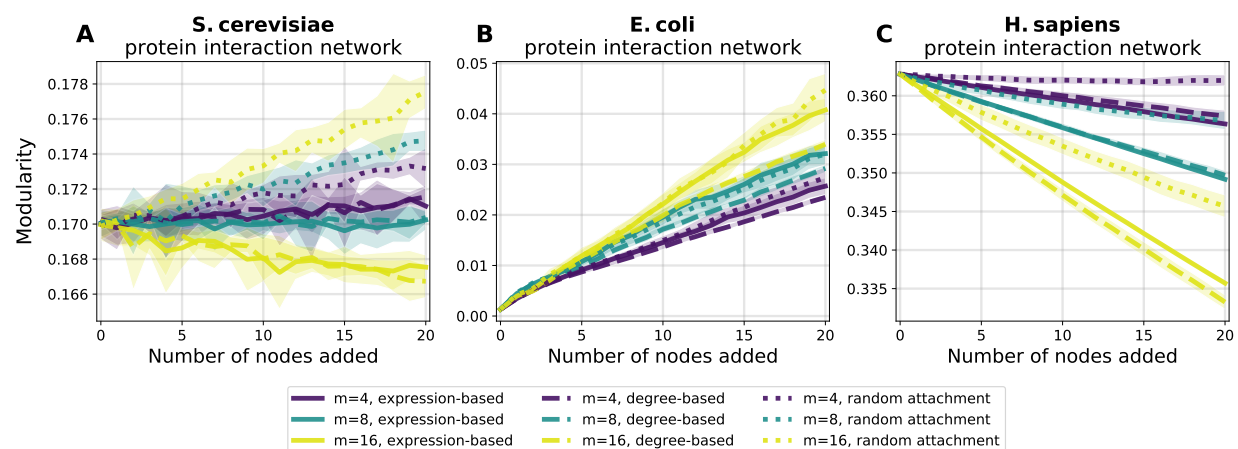 A
S. cerevisiae
protein interaction network
B
E. coli
protein interaction network
C
H. sapiens
protein interaction network
Modularity
0.178
0.176
0.174
0.172
0.170
0.168
0.166
0 5 10 15 20
Number of nodes added
0.05
0.04
0.03
0.02
0.01
0.00
0 5 10 15 20
Number of nodes added
0.360
0.355
0.350
0.345
0.340
0.335
0 5 10 15 20
Number of nodes added
m=4, expression-based
m=8, expression-based
m=16, expression-based
m=4, degree-based
m=8, degree-based
m=16, degree-based
m=4, random attachment
m=8, random attachment
m=16, random attachment